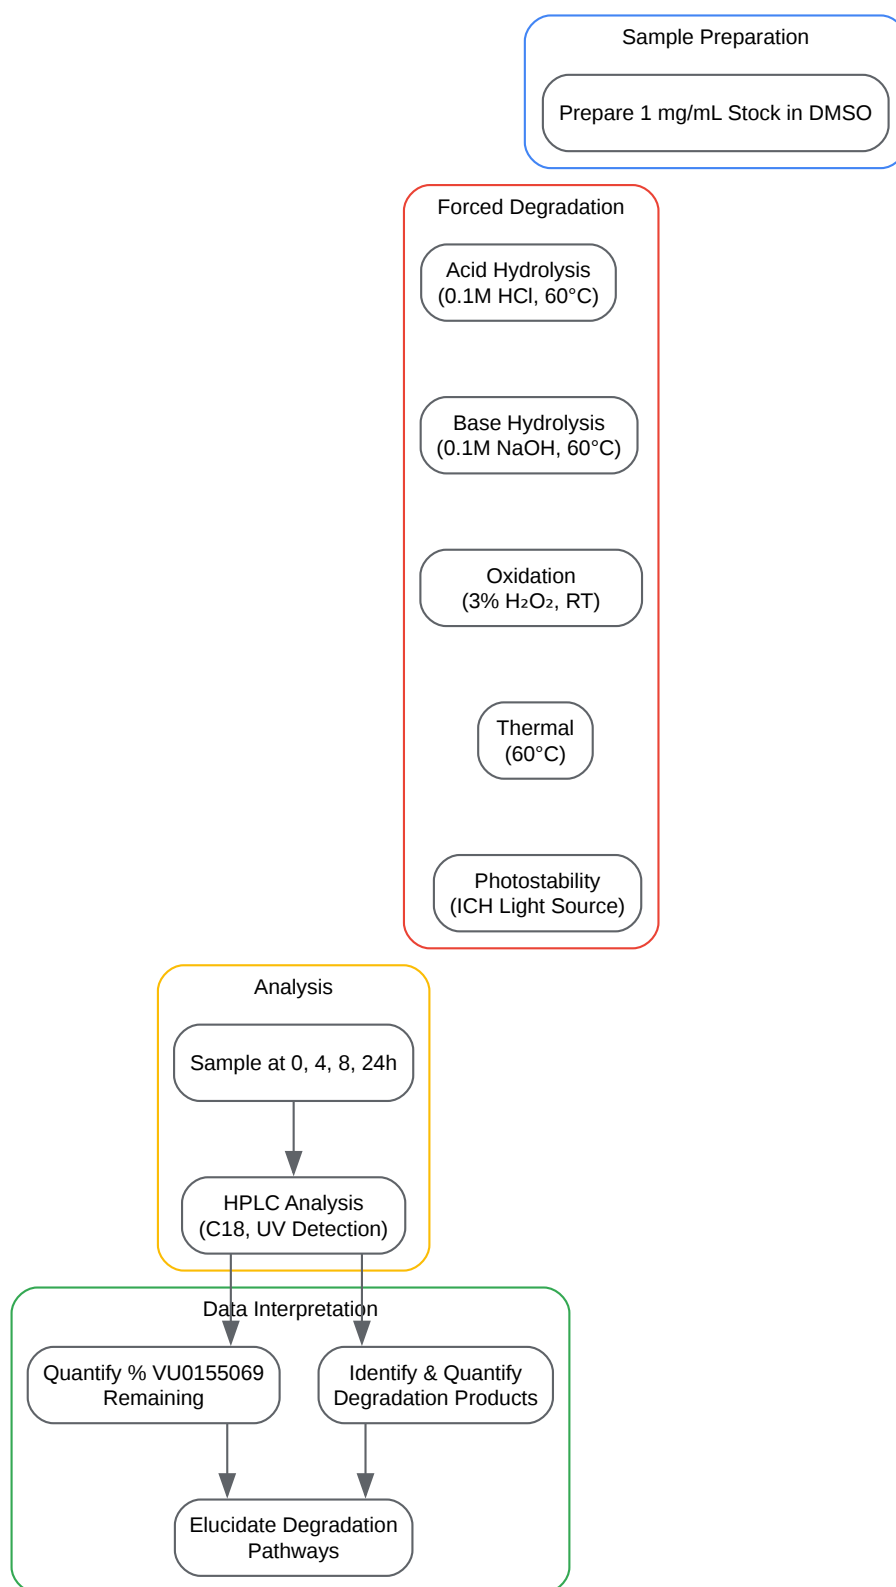 Sample Preparation
Prepare 1 mg/mL Stock in DMSO
Forced Degradation
Acid Hydrolysis
(0.1M HCl, 60°C)
Base Hydrolysis
(0.1M NaOH, 60°C)
Oxidation
(3% H₂O₂, RT)
Thermal
(60°C)
Photostability
(ICH Light Source)
Analysis
Sample at 0, 4, 8, 24h
HPLC Analysis
(C18, UV Detection)
Data Interpretation
Quantify % VU0155069
Remaining
Identify & Quantify
Degradation Products
Elucidate Degradation
Pathways